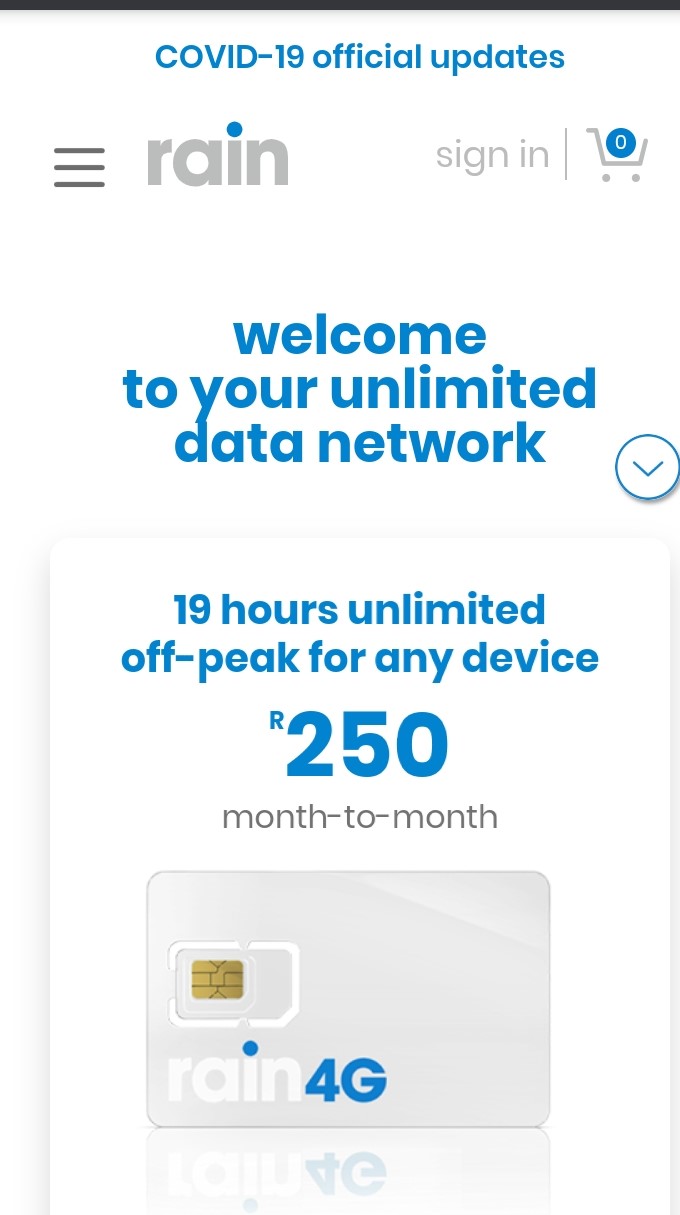 COVID-19 official updates
rain
sign in
0
welcome
to your unlimited
data network
19 hours unlimited
off-peak for any device
R250
month-to-month
rain4G